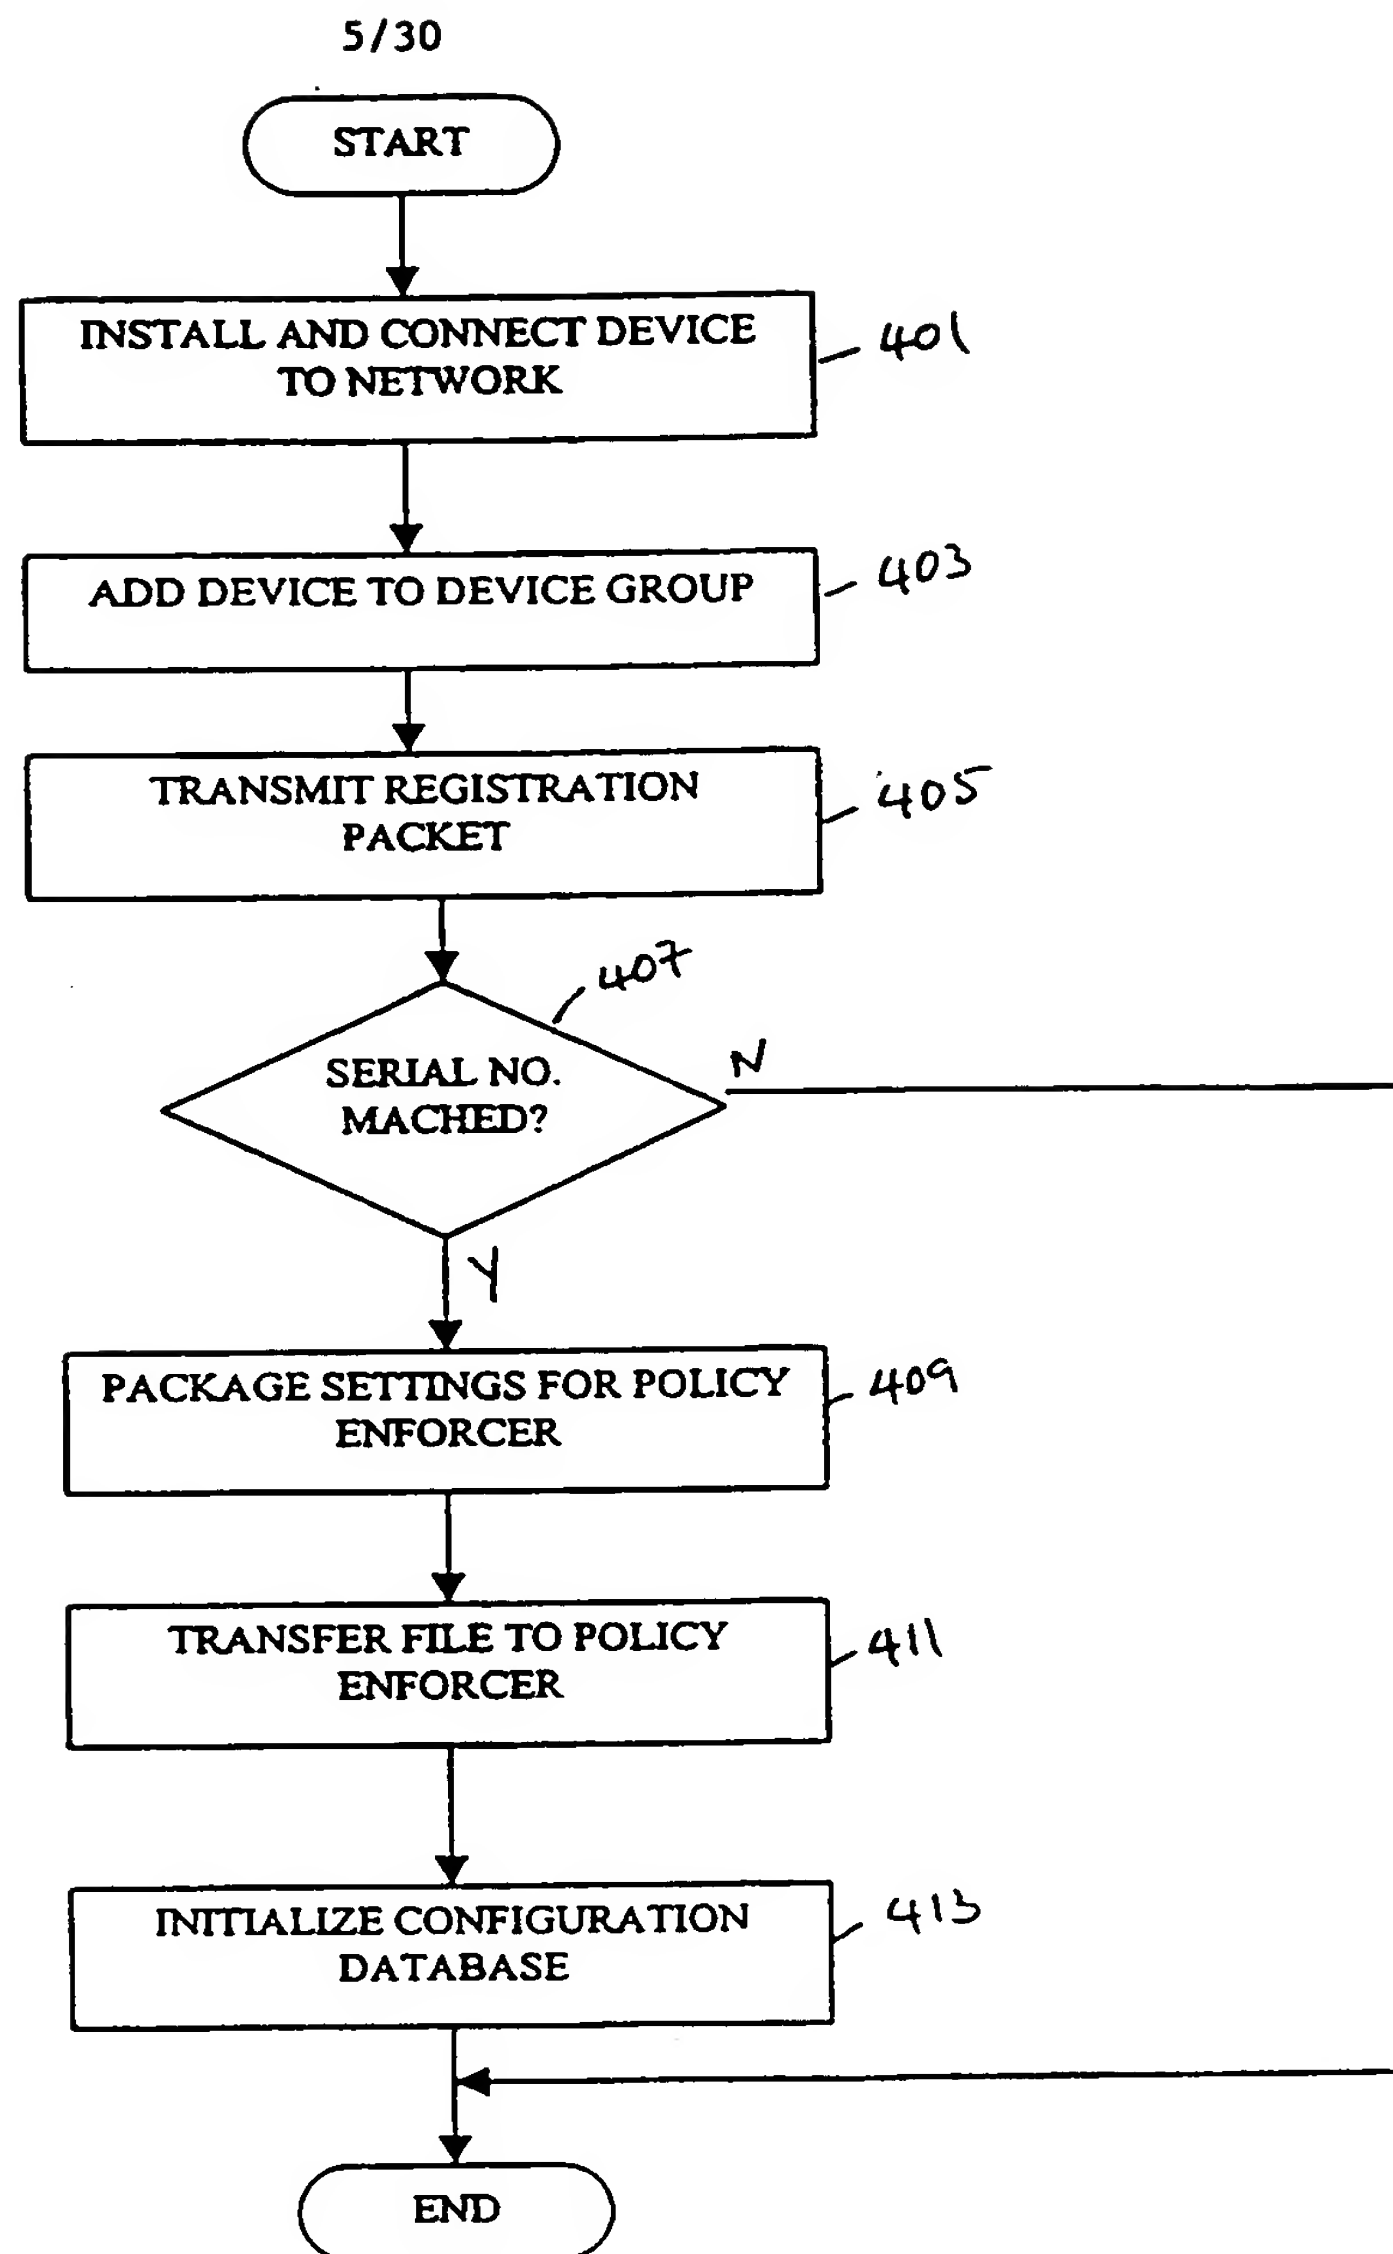 5/30
START
INSTALL AND CONNECT DEVICE
TO NETWORK
401
ADD DEVICE TO DEVICE GROUP
403
TRANSMIT REGISTRATION
PACKET
405
407
SERIAL NO.
MACHED?
N
Y
PACKAGE SETTINGS FOR POLICY
ENFORCER
409
TRANSFER FILE TO POLICY
ENFORCER
411
INITIALIZE CONFIGURATION
DATABASE
413
END